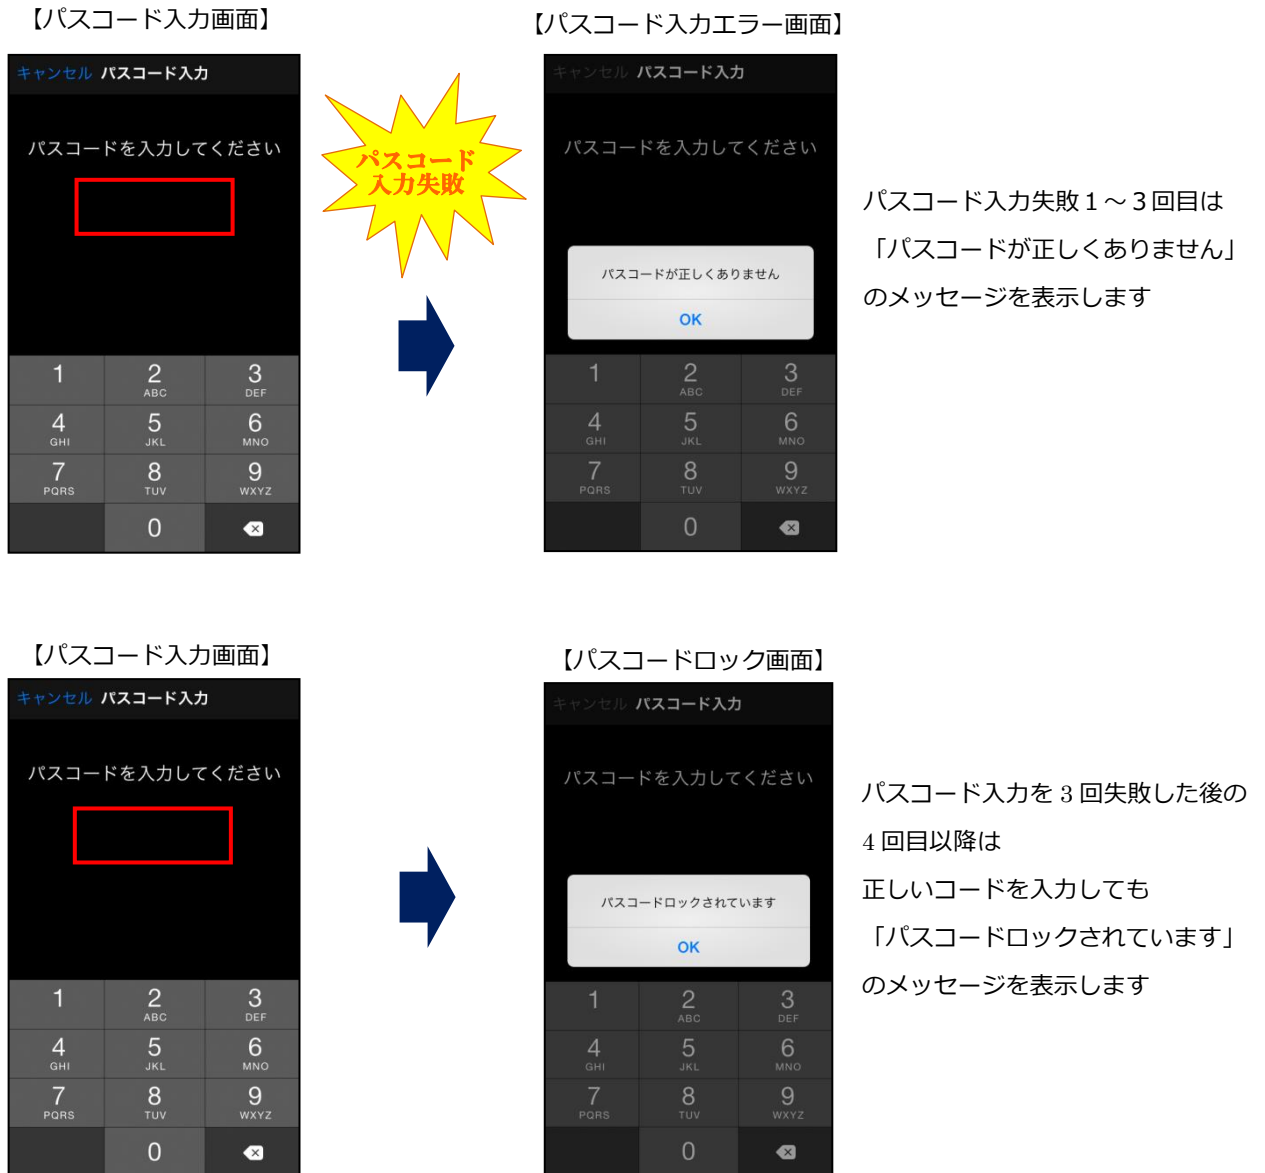 【パスコード入力画面】
キャンセル パスコード入力
パスコードを入力してください
1 2 3
ABC DEF
4 5 6
GHI JKL MNO
7 8 9
PQRS TUV WXYZ
0
パスコード
入力失敗
【パスコード入力エラー画面】
キャンセル パスコード入力
パスコードを入力してください
パスコードが正しくありません
OK
1 2 3
ABC DEF
4 5 6
GHI JKL MNO
7 8 9
PQRS TUV WXYZ
0
パスコード入力失敗1～3回目は
「パスコードが正しくありません」
のメッセージを表示します
【パスコード入力画面】
キャンセル パスコード入力
パスコードを入力してください
1 2 3
ABC DEF
4 5 6
GHI JKL MNO
7 8 9
PQRS TUV WXYZ
0
【パスコードロック画面】
キャンセル パスコード入力
パスコードを入力してください
パスコードロックされています
OK
1 2 3
ABC DEF
4 5 6
GHI JKL MNO
7 8 9
PQRS TUV WXYZ
0
パスコード入力を 3 回失敗した後の
4 回目以降は
正しいコードを入力しても
「パスコードロックされています」
のメッセージを表示します